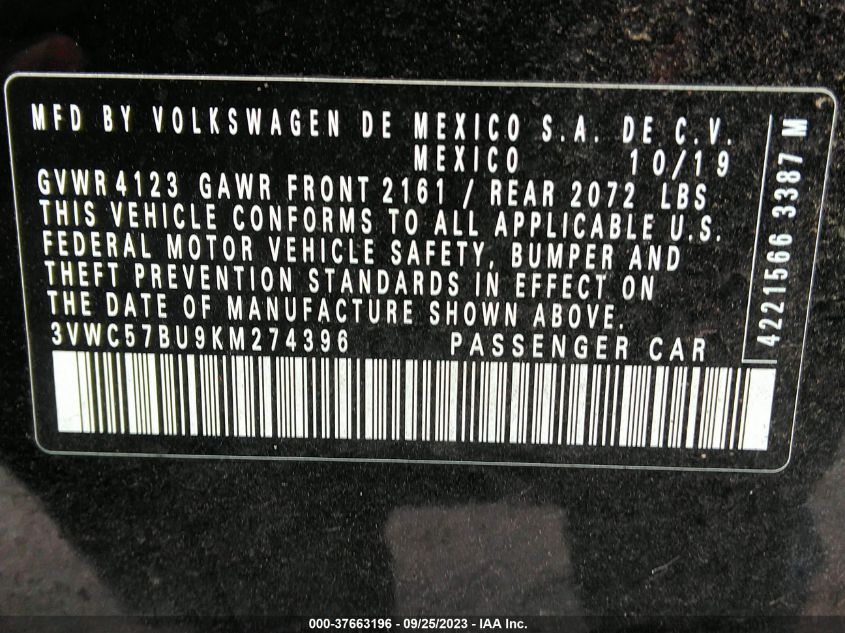 MFD BY VOLKSWAGEN DE MEXICO S.A. DE C.V.
MEXICO 10/19
GVWR 4123 GAWR FRONT 2161 / REAR 2072 LBS
THIS VEHICLE CONFORMS TO ALL APPLICABLE U.S.
FEDERAL MOTOR VEHICLE SAFETY, BUMPER AND
THEFT PREVENTION STANDARDS IN EFFECT ON
THE DATE OF MANUFACTURE SHOWN ABOVE.
3VWC57BU9KM274396 PASSENGER CAR
4221566 3387 M
000-37663196 - 09/25/2023 - IAA Inc.